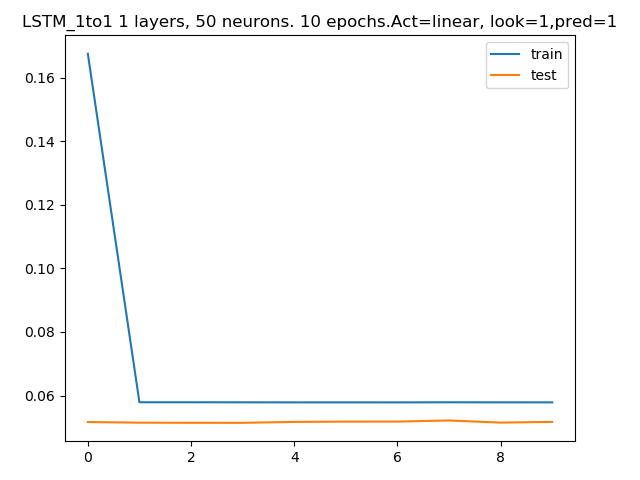 LSTM_1to1 1 layers, 50 neurons. 10 epochs.Act=linear, look=1,pred=1
train
test
0.16
0.14
0.12
0.10
0.08
0.06
0 2 4 6 8